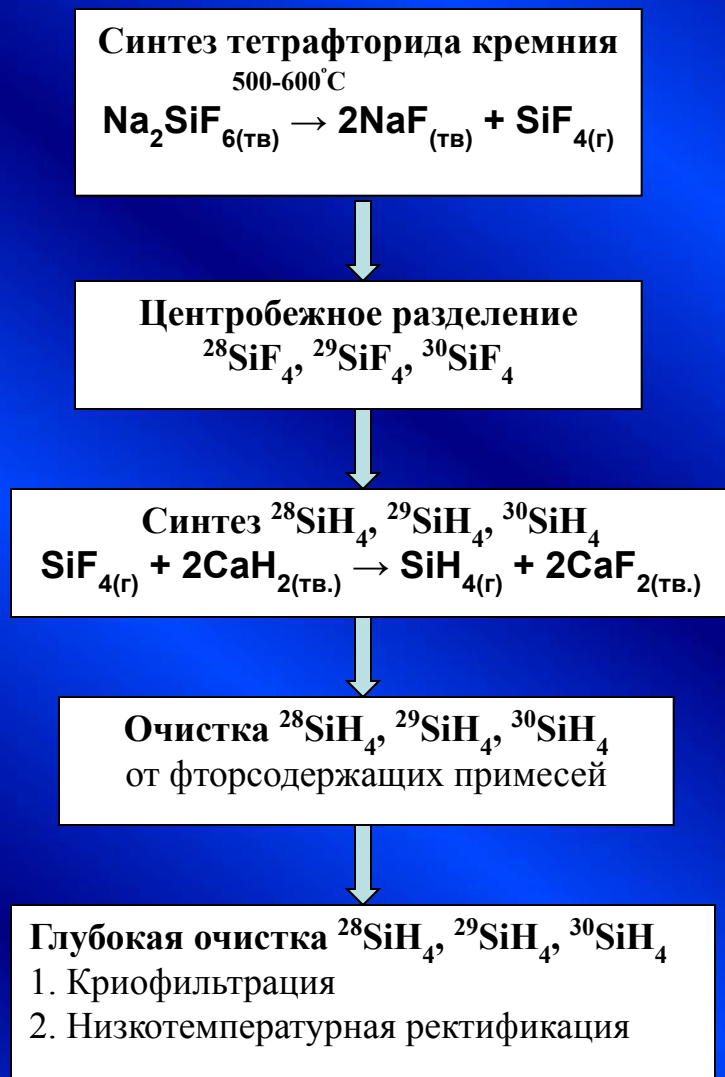 Синтез тетрафторида кремния
500-600°C
Na₂SiF₆₍тв₎ → 2NaF₍тв₎ + SiF₄₍г₎
Центробежное разделение
²⁸SiF₄, ²⁹SiF₄, ³⁰SiF₄
Синтез ²⁸SiH₄, ²⁹SiH₄, ³⁰SiH₄
SiF₄₍г₎ + 2CaH₂₍тв.₎ → SiH₄₍г₎ + 2CaF₂₍тв.₎
Очистка ²⁸SiH₄, ²⁹SiH₄, ³⁰SiH₄
от фторсодержащих примесей
Глубокая очистка ²⁸SiH₄, ²⁹SiH₄, ³⁰SiH₄
1. Криофильтрация
2. Низкотемпературная ректификация